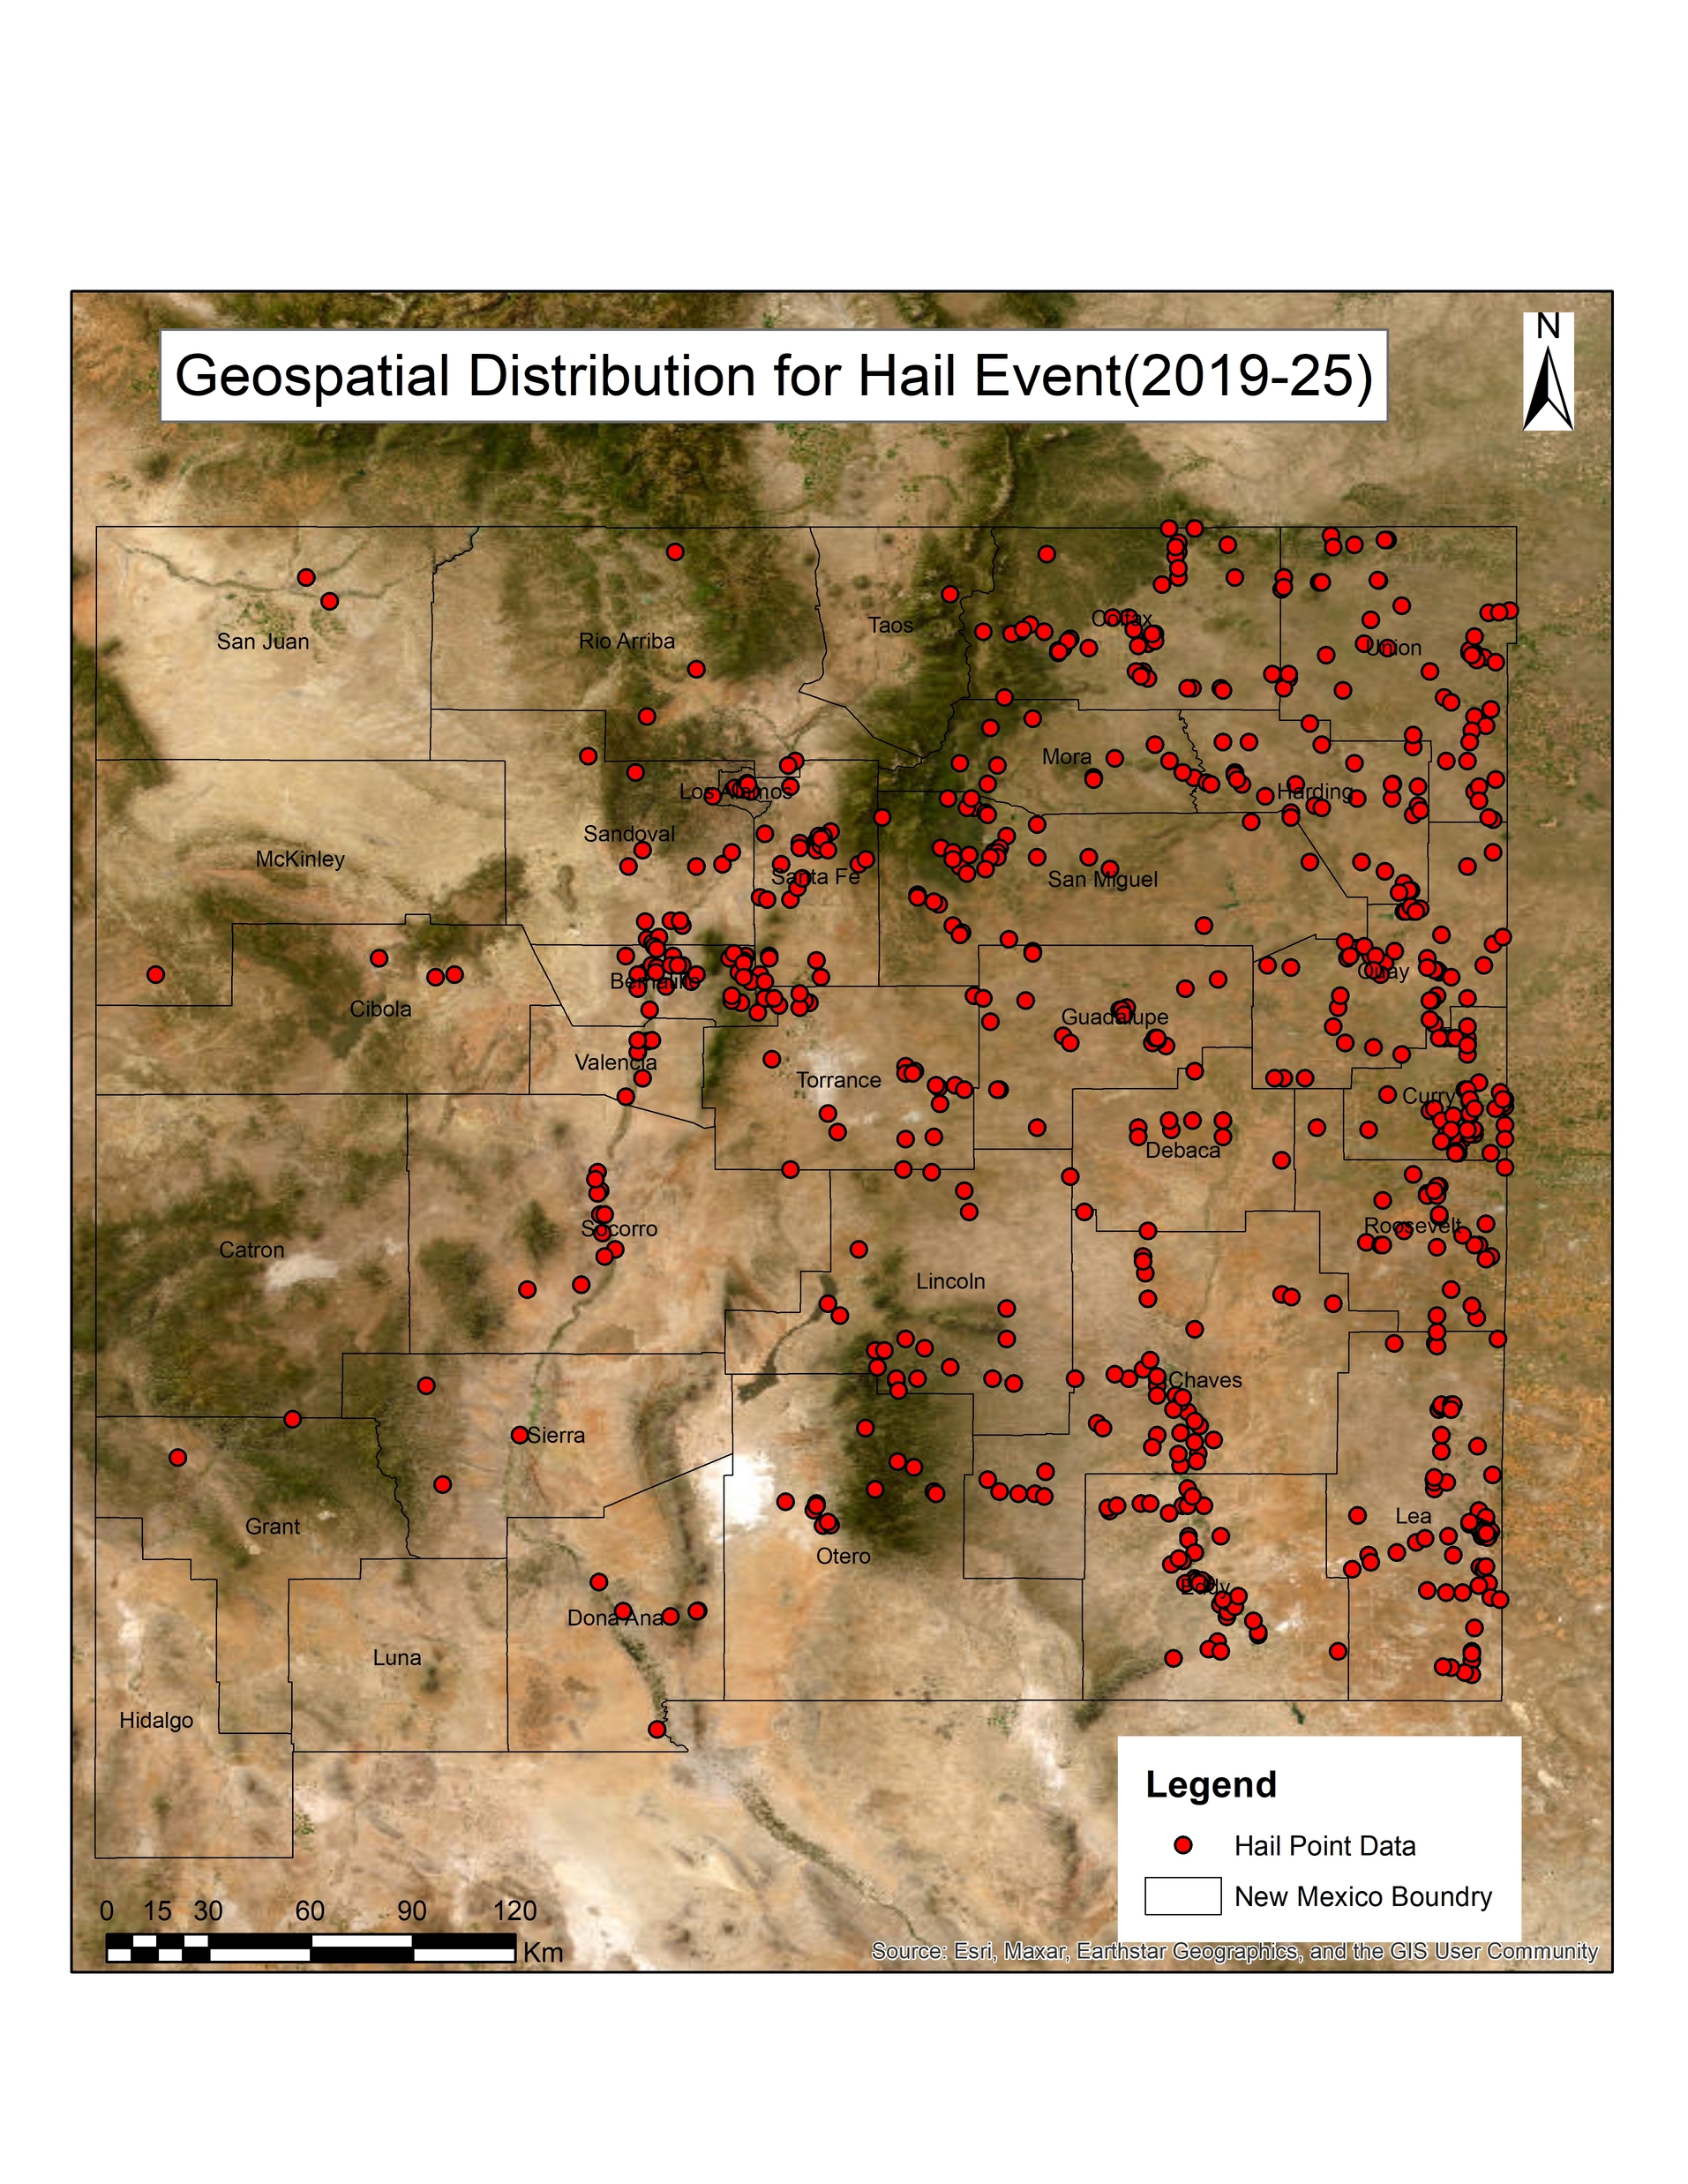 Geospatial Distribution for Hail Event(2019-25)
N
San Juan
Rio Arriba
Taos
Colfax
Union
Mora
Los Alamos
Harding
Sandoval
McKinley
Santa Fe
San Miguel
Bernalillo
Quay
Cibola
Guadalupe
Valencia
Torrance
Curry
Debaca
Socorro
Roosevelt
Catron
Lincoln
Chaves
Sierra
Grant
Lea
Otero
Eddy
Dona Ana
Luna
Hidalgo
Legend
Hail Point Data
New Mexico Boundry
0 15 30 60 90 120
Km
Source: Esri, Maxar, Earthstar Geographics, and the GIS User Community